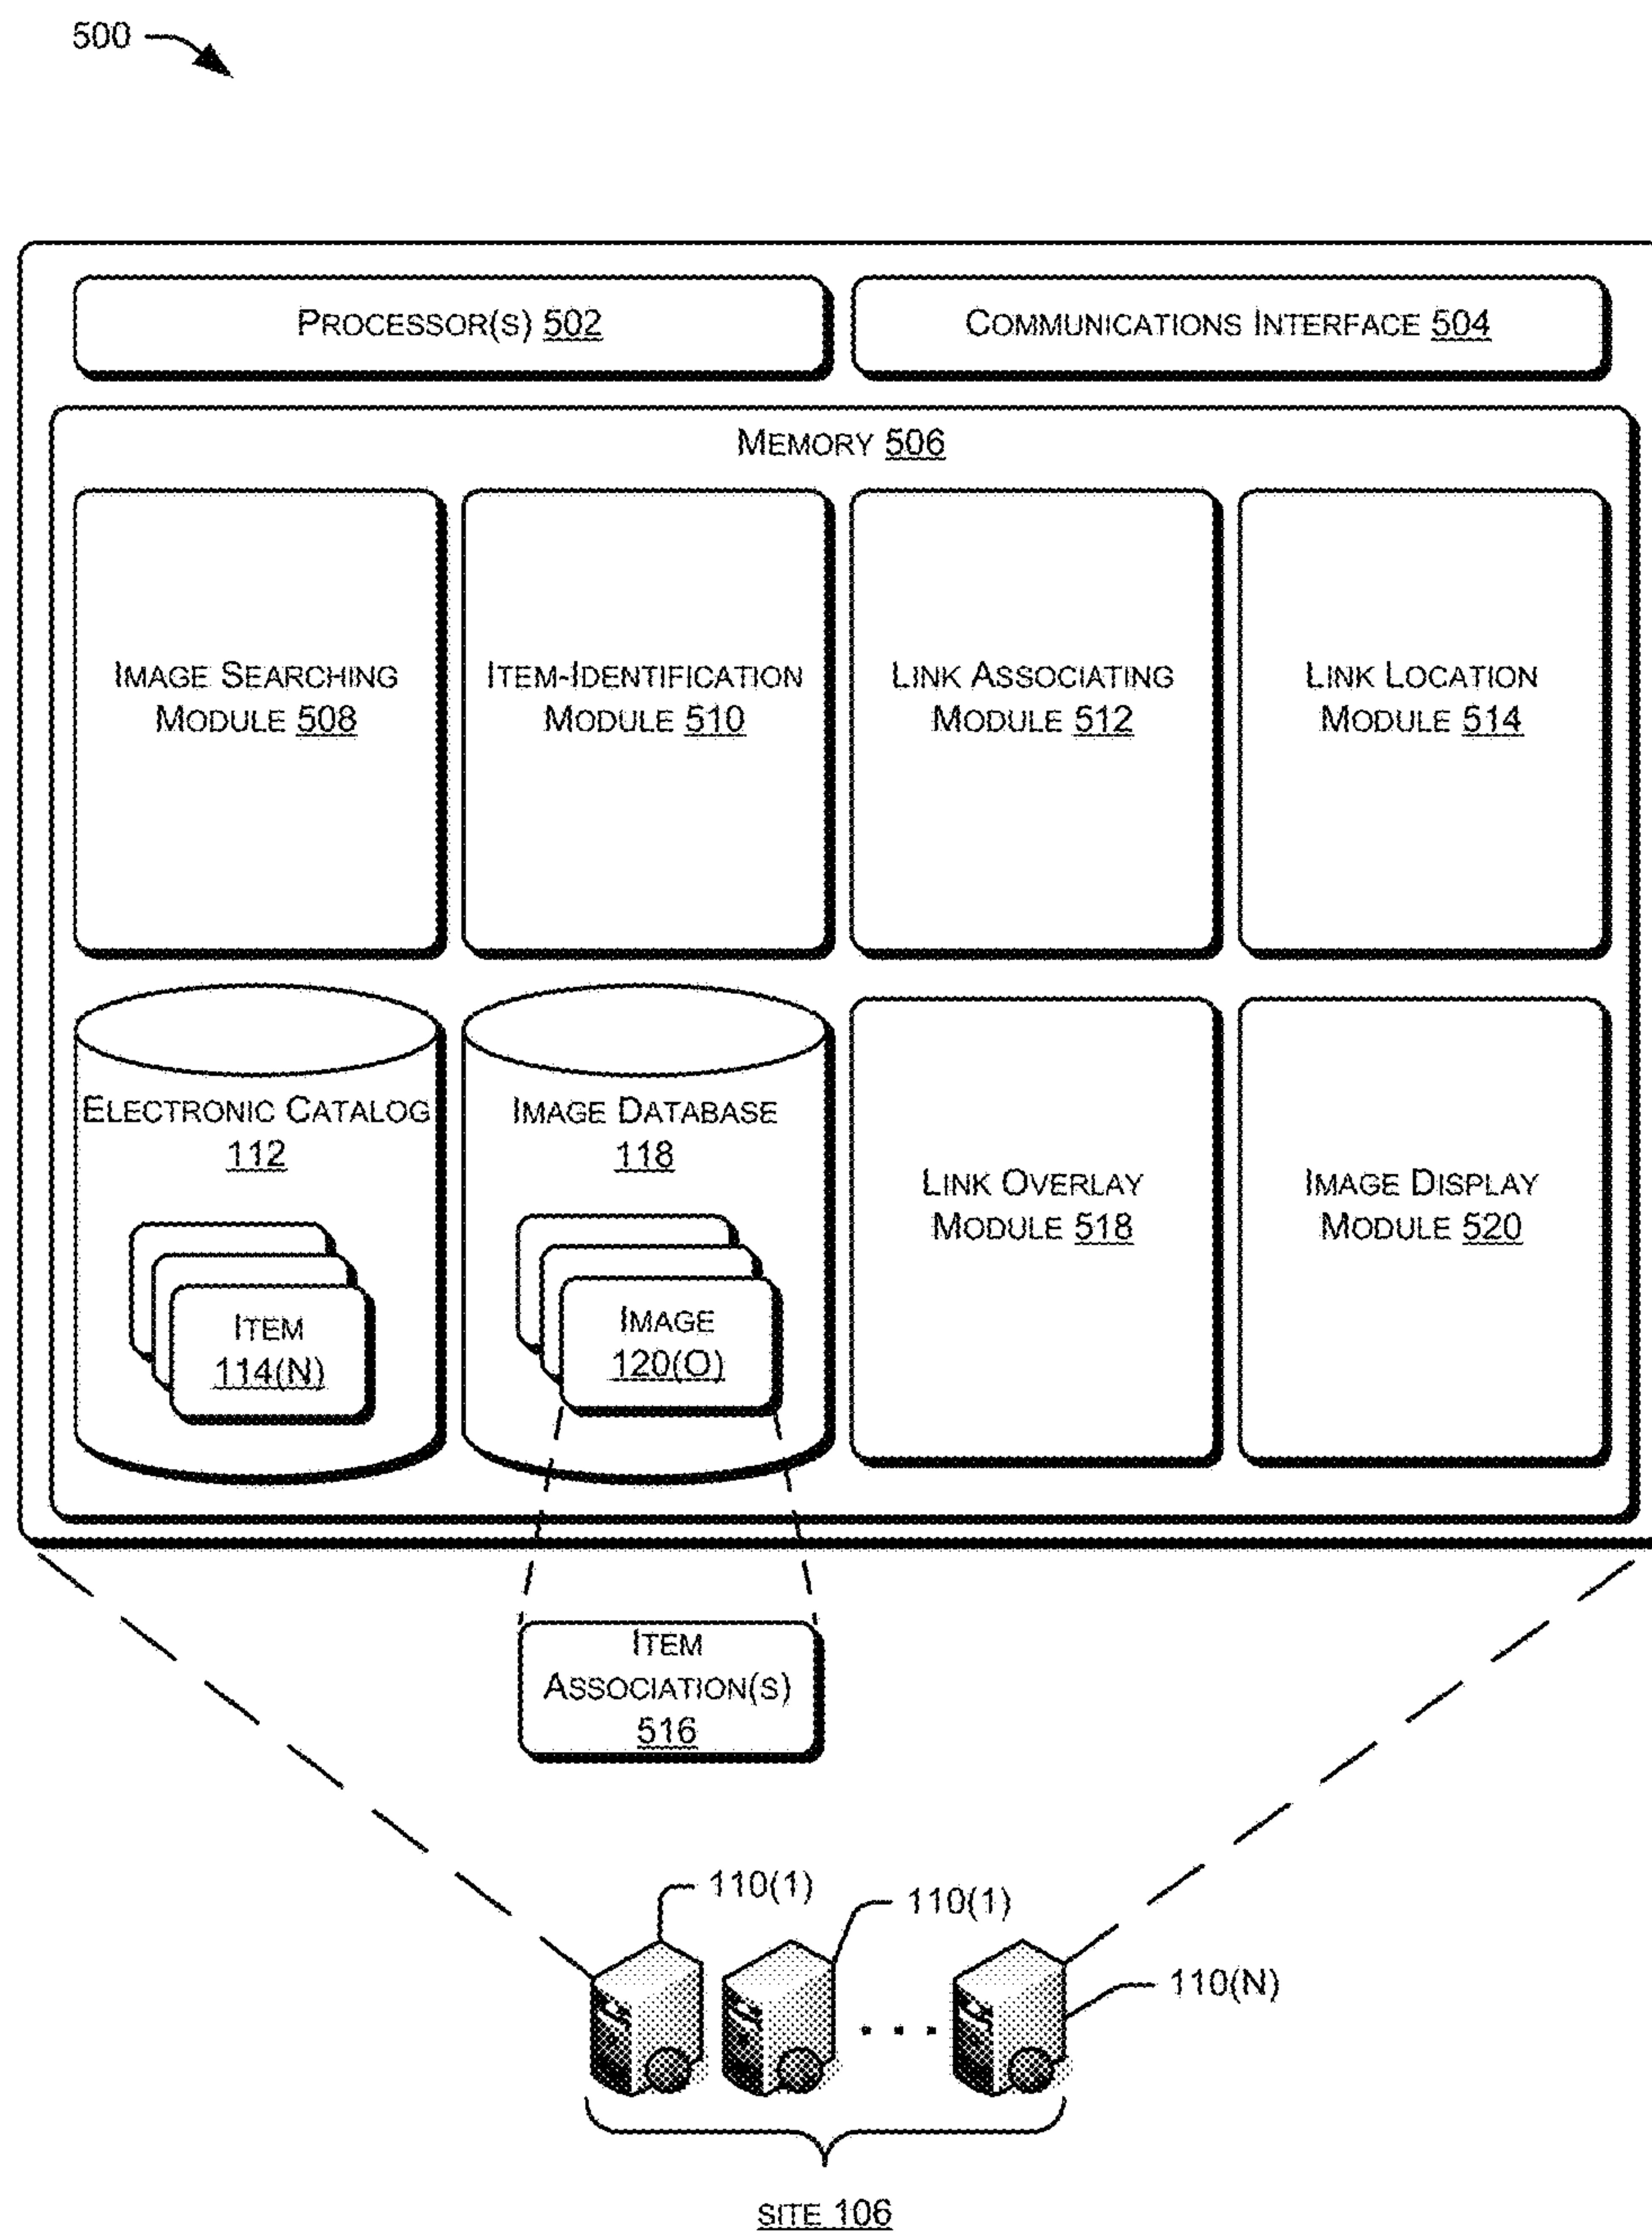 500
PROCESSOR(S) 502
COMMUNICATIONS INTERFACE 504
MEMORY 506
IMAGE SEARCHING
MODULE 508
ITEM-IDENTIFICATION
MODULE 510
LINK ASSOCIATING
MODULE 512
LINK LOCATION
MODULE 514
ELECTRONIC CATALOG
112
ITEM
114(N)
IMAGE DATABASE
118
IMAGE
120(O)
LINK OVERLAY
MODULE 518
IMAGE DISPLAY
MODULE 520
ITEM
ASSOCIATION(S)
516
110(1)
110(1)
110(N)
SITE 106